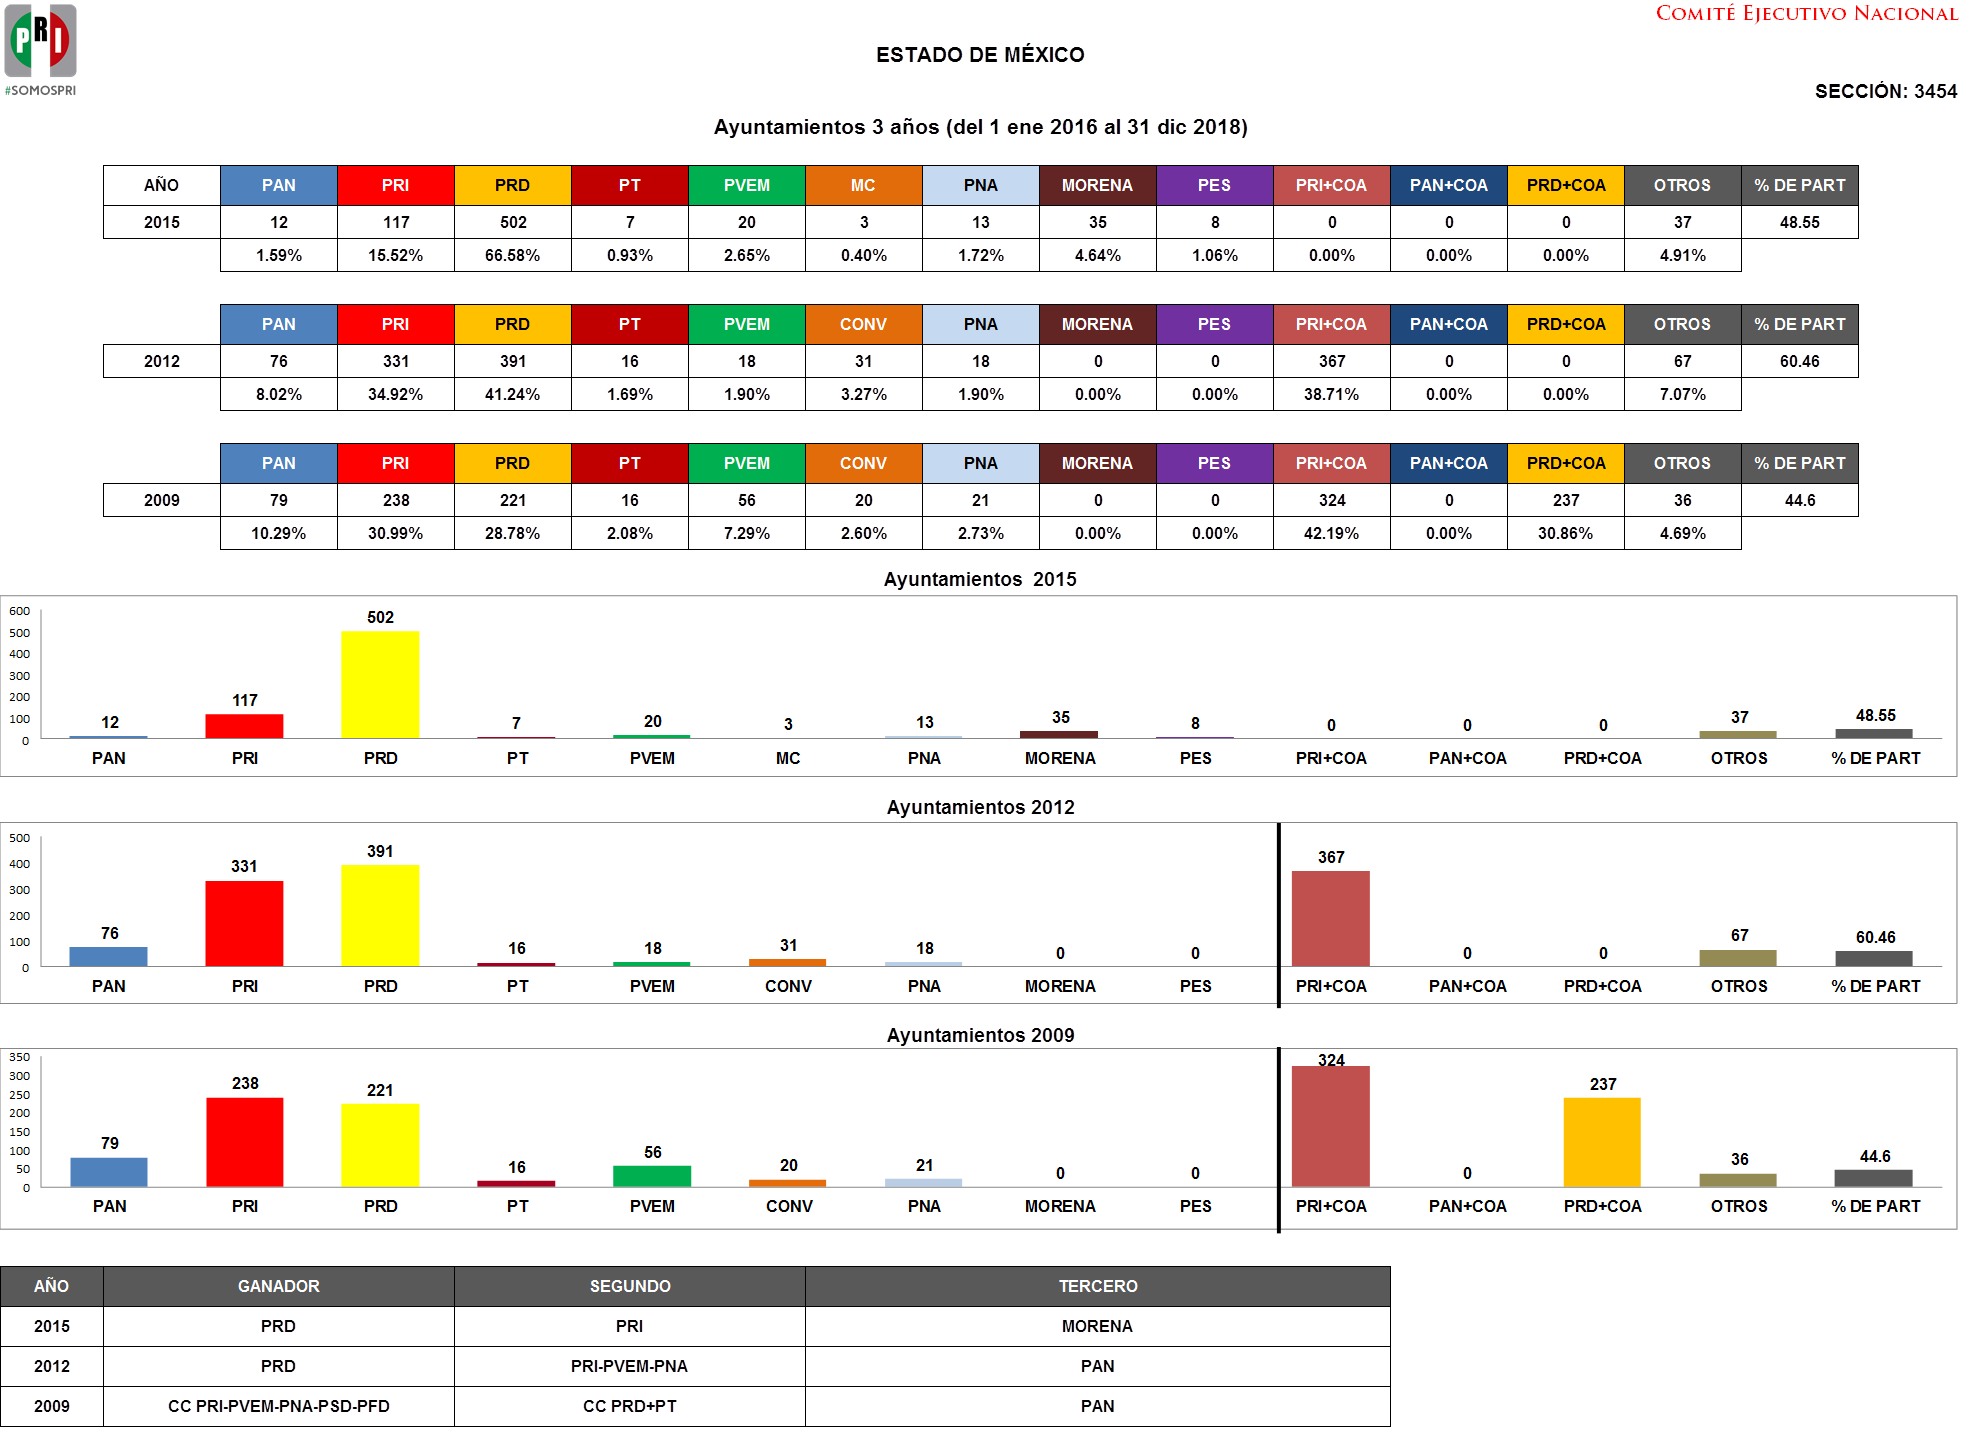 PRI
#SOMOSPRI
COMITÉ EJECUTIVO NACIONAL
ESTADO DE MÉXICO
SECCIÓN: 3454
Ayuntamientos 3 años (del 1 ene 2016 al 31 dic 2018)
AÑO PAN PRI PRD PT PVEM MC PNA MORENA PES PRI+COA PAN+COA PRD+COA OTROS % DE PART
2015 12 117 502 7 20 3 13 35 8 0 0 0 37 48.55
1.59% 15.52% 66.58% 0.93% 2.65% 0.40% 1.72% 4.64% 1.06% 0.00% 0.00% 0.00% 4.91%
PAN PRI PRD PT PVEM CONV PNA MORENA PES PRI+COA PAN+COA PRD+COA OTROS % DE PART
2012 76 331 391 16 18 31 18 0 0 367 0 0 67 60.46
8.02% 34.92% 41.24% 1.69% 1.90% 3.27% 1.90% 0.00% 0.00% 38.71% 0.00% 0.00% 7.07%
PAN PRI PRD PT PVEM CONV PNA MORENA PES PRI+COA PAN+COA PRD+COA OTROS % DE PART
2009 79 238 221 16 56 20 21 0 0 324 0 237 36 44.6
10.29% 30.99% 28.78% 2.08% 7.29% 2.60% 2.73% 0.00% 0.00% 42.19% 0.00% 30.86% 4.69%
Ayuntamientos 2015
600
500
400
300
200
100
0
12 117 502 7 20 3 13 35 8 0 0 0 37 48.55
PAN PRI PRD PT PVEM MC PNA MORENA PES PRI+COA PAN+COA PRD+COA OTROS % DE PART
Ayuntamientos 2012
500
400
300
200
100
0
76 331 391 16 18 31 18 0 0 367 0 0 67 60.46
PAN PRI PRD PT PVEM CONV PNA MORENA PES PRI+COA PAN+COA PRD+COA OTROS % DE PART
Ayuntamientos 2009
350
300
250
200
150
100
50
0
79 238 221 16 56 20 21 0 0 324 0 237 36 44.6
PAN PRI PRD PT PVEM CONV PNA MORENA PES PRI+COA PAN+COA PRD+COA OTROS % DE PART
AÑO GANADOR SEGUNDO TERCERO
2015 PRD PRI MORENA
2012 PRD PRI-PVEM-PNA PAN
2009 CC PRI-PVEM-PNA-PSD-PFD CC PRD+PT PAN